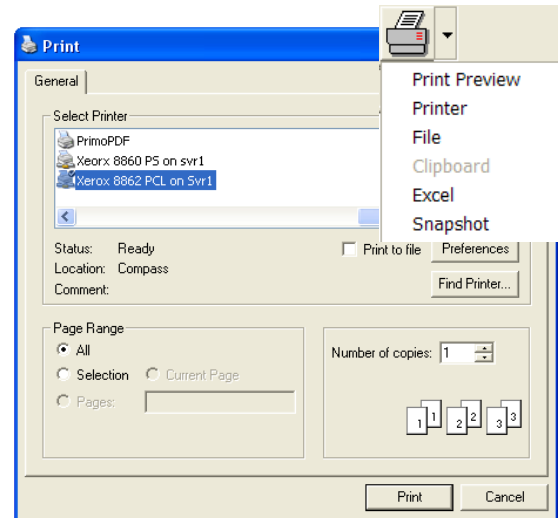 Print
General
Select Printer
PrimoPDF
Xeorx 8860 PS on svr1
Xerox 8862 PCL on Svr1
Status: Ready
Print to file
Preferences
Location: Compass
Comment:
Find Printer...
Page Range
All
Selection
Current Page
Pages:
Number of copies: 1
1 1 2 2 3 3
Print
Cancel
Print Preview
Printer
File
Clipboard
Excel
Snapshot